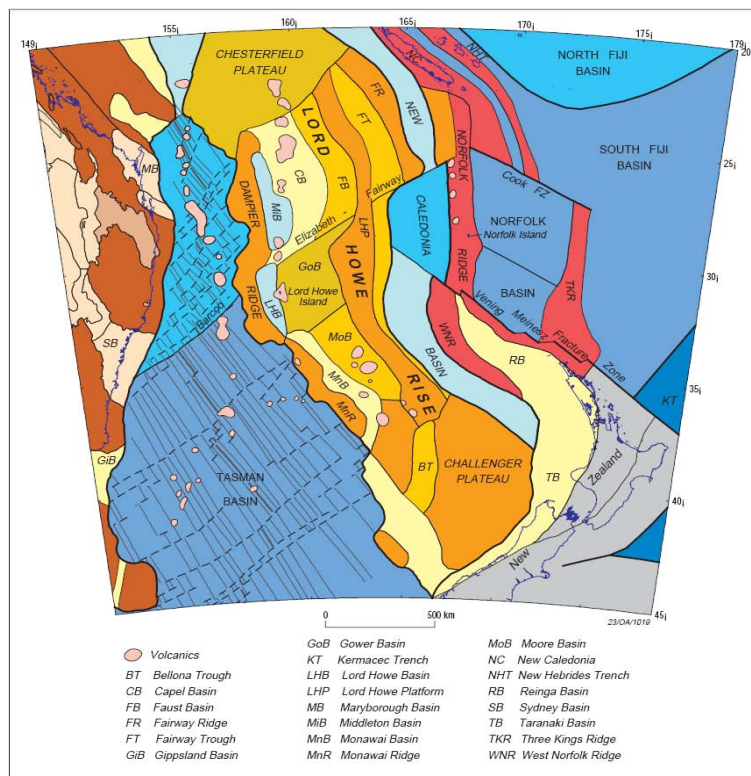 149¡
155¡
160¡
165¡
170¡
175¡
179¡
20°
CHESTERFIELD
PLATEAU
NORTH FIJI
BASIN
NC
NHT
FR
NEW
LORD
FT
SOUTH FIJI
BASIN
25¡
MB
CB
FB
NORFOLK
Cook FZ
DAMPIER
MiB
Fairway
CALEDONIA
NORFOLK
Norfolk Island
Elizabeth
LHP
GoB
HOWE
RIDGE
BASIN
TKR
30¡
Barcoo
RIDGE
LHB
Lord Howe
Island
Vening
Meinesz
Fracture
Zone
SB
MoB
WNR
BASIN
RB
MnB
RISE
KT
35¡
MnR
GiB
BT
CHALLENGER
PLATEAU
TASMAN
BASIN
TB
New
Zealand
40¡
45¡
0 500 km
23/OA/1019
Volcanics
BT Bellona Trough
CB Capel Basin
FB Faust Basin
FR Fairway Ridge
FT Fairway Trough
GiB Gippsland Basin
GoB Gower Basin
KT Kermacec Trench
LHB Lord Howe Basin
LHP Lord Howe Platform
MB Maryborough Basin
MiB Middleton Basin
MnB Monawai Basin
MnR Monawai Ridge
MoB Moore Basin
NC New Caledonia
NHT New Hebrides Trench
RB Reinga Basin
SB Sydney Basin
TB Taranaki Basin
TKR Three Kings Ridge
WNR West Norfolk Ridge